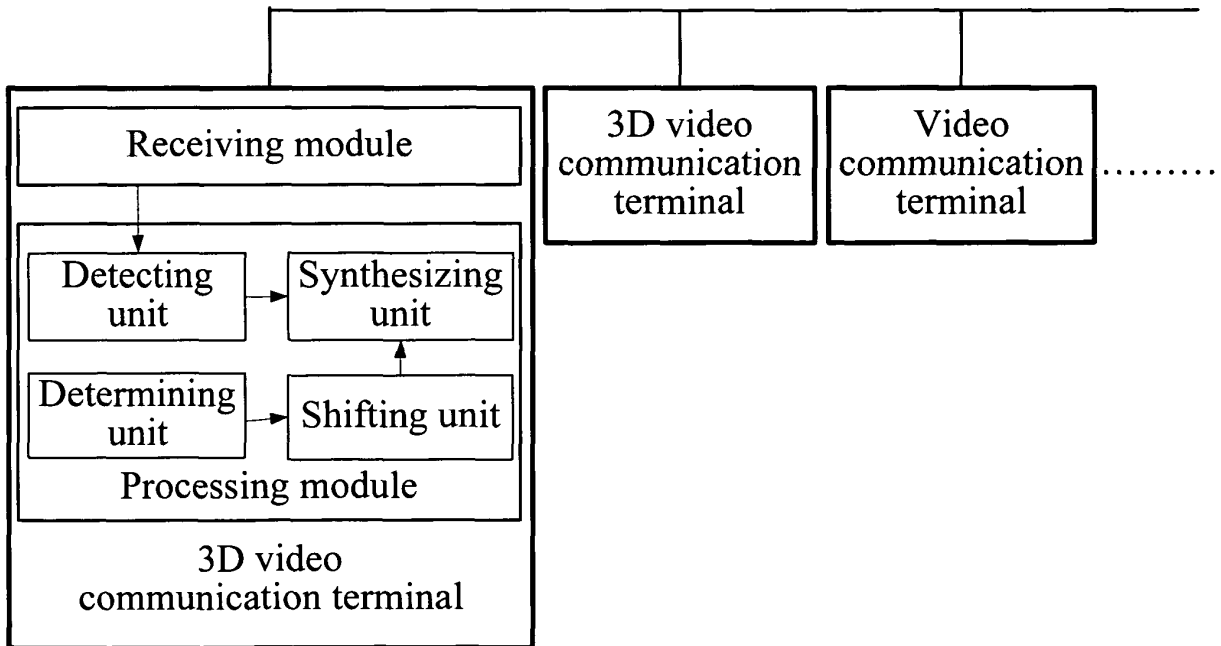 Receiving module
Detecting
unit
Synthesizing
unit
Determining
unit
Shifting unit
Processing module
3D video
communication terminal
3D video
communication
terminal
Video
communication
terminal
.........